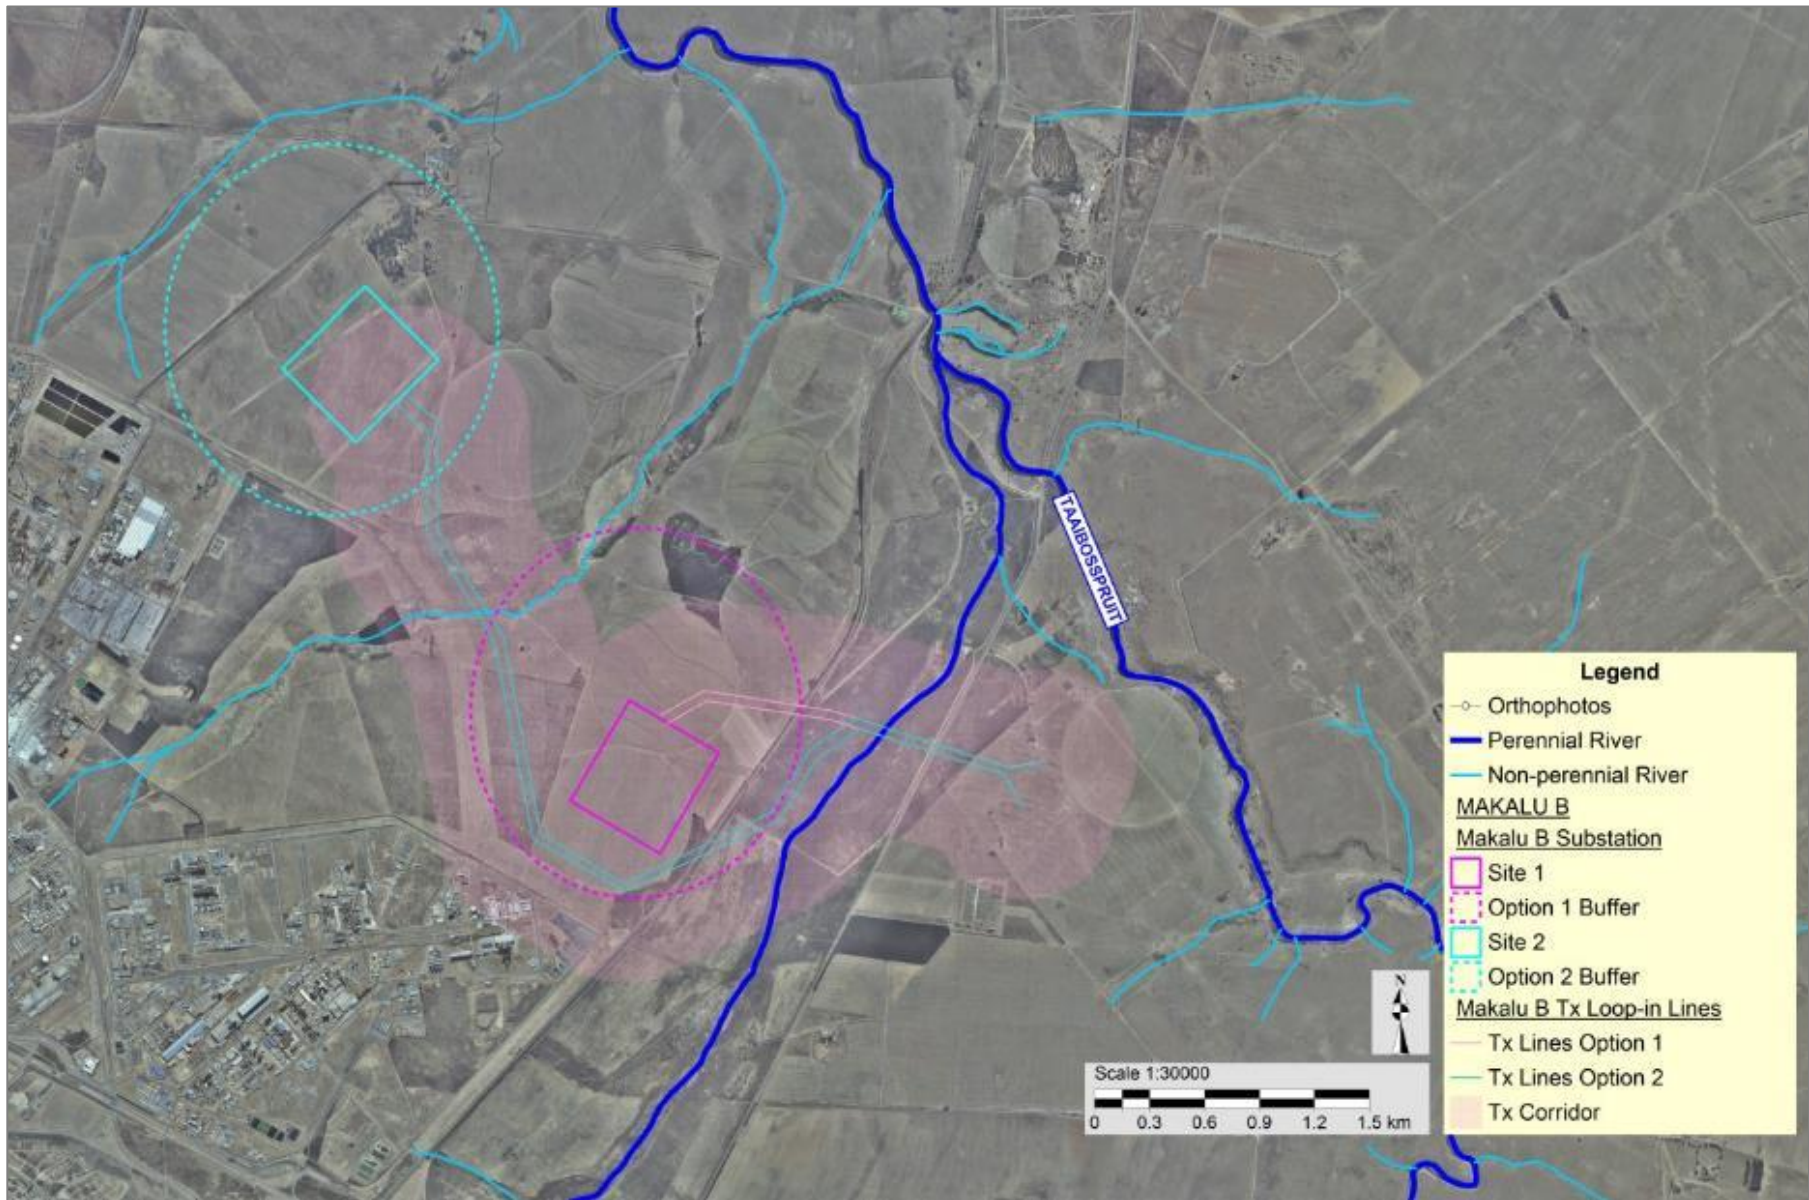 TAAIBOSSPRUIT
Legend
Orthophotos
Perennial River
Non-perennial River
MAKALU B
Makalu B Substation
Site 1
Option 1 Buffer
Site 2
Option 2 Buffer
Makalu B Tx Loop-in Lines
Tx Lines Option 1
Tx Lines Option 2
Tx Corridor
N
Scale 1:30000
0 0.3 0.6 0.9 1.2 1.5 km